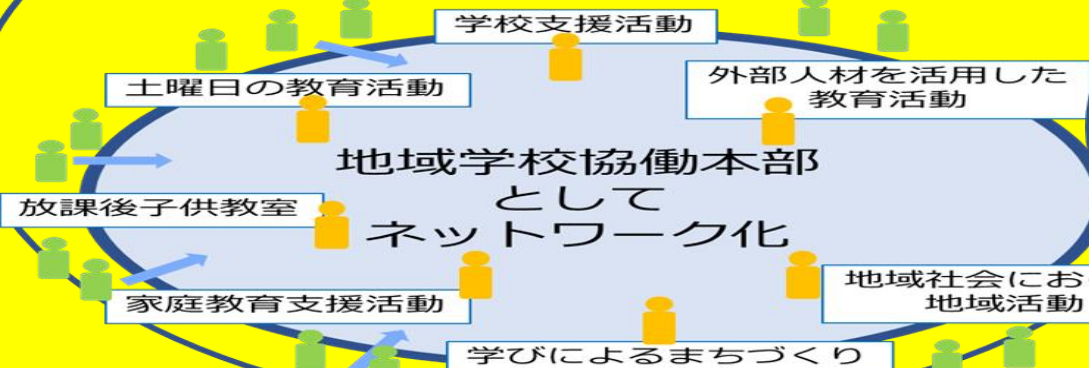 学校支援活動
土曜日の教育活動
外部人材を活用した
教育活動
地域学校協働本部
として
ネットワーク化
放課後子供教室
家庭教育支援活動
地域社会にお
地域活動
学びによるまちづくり